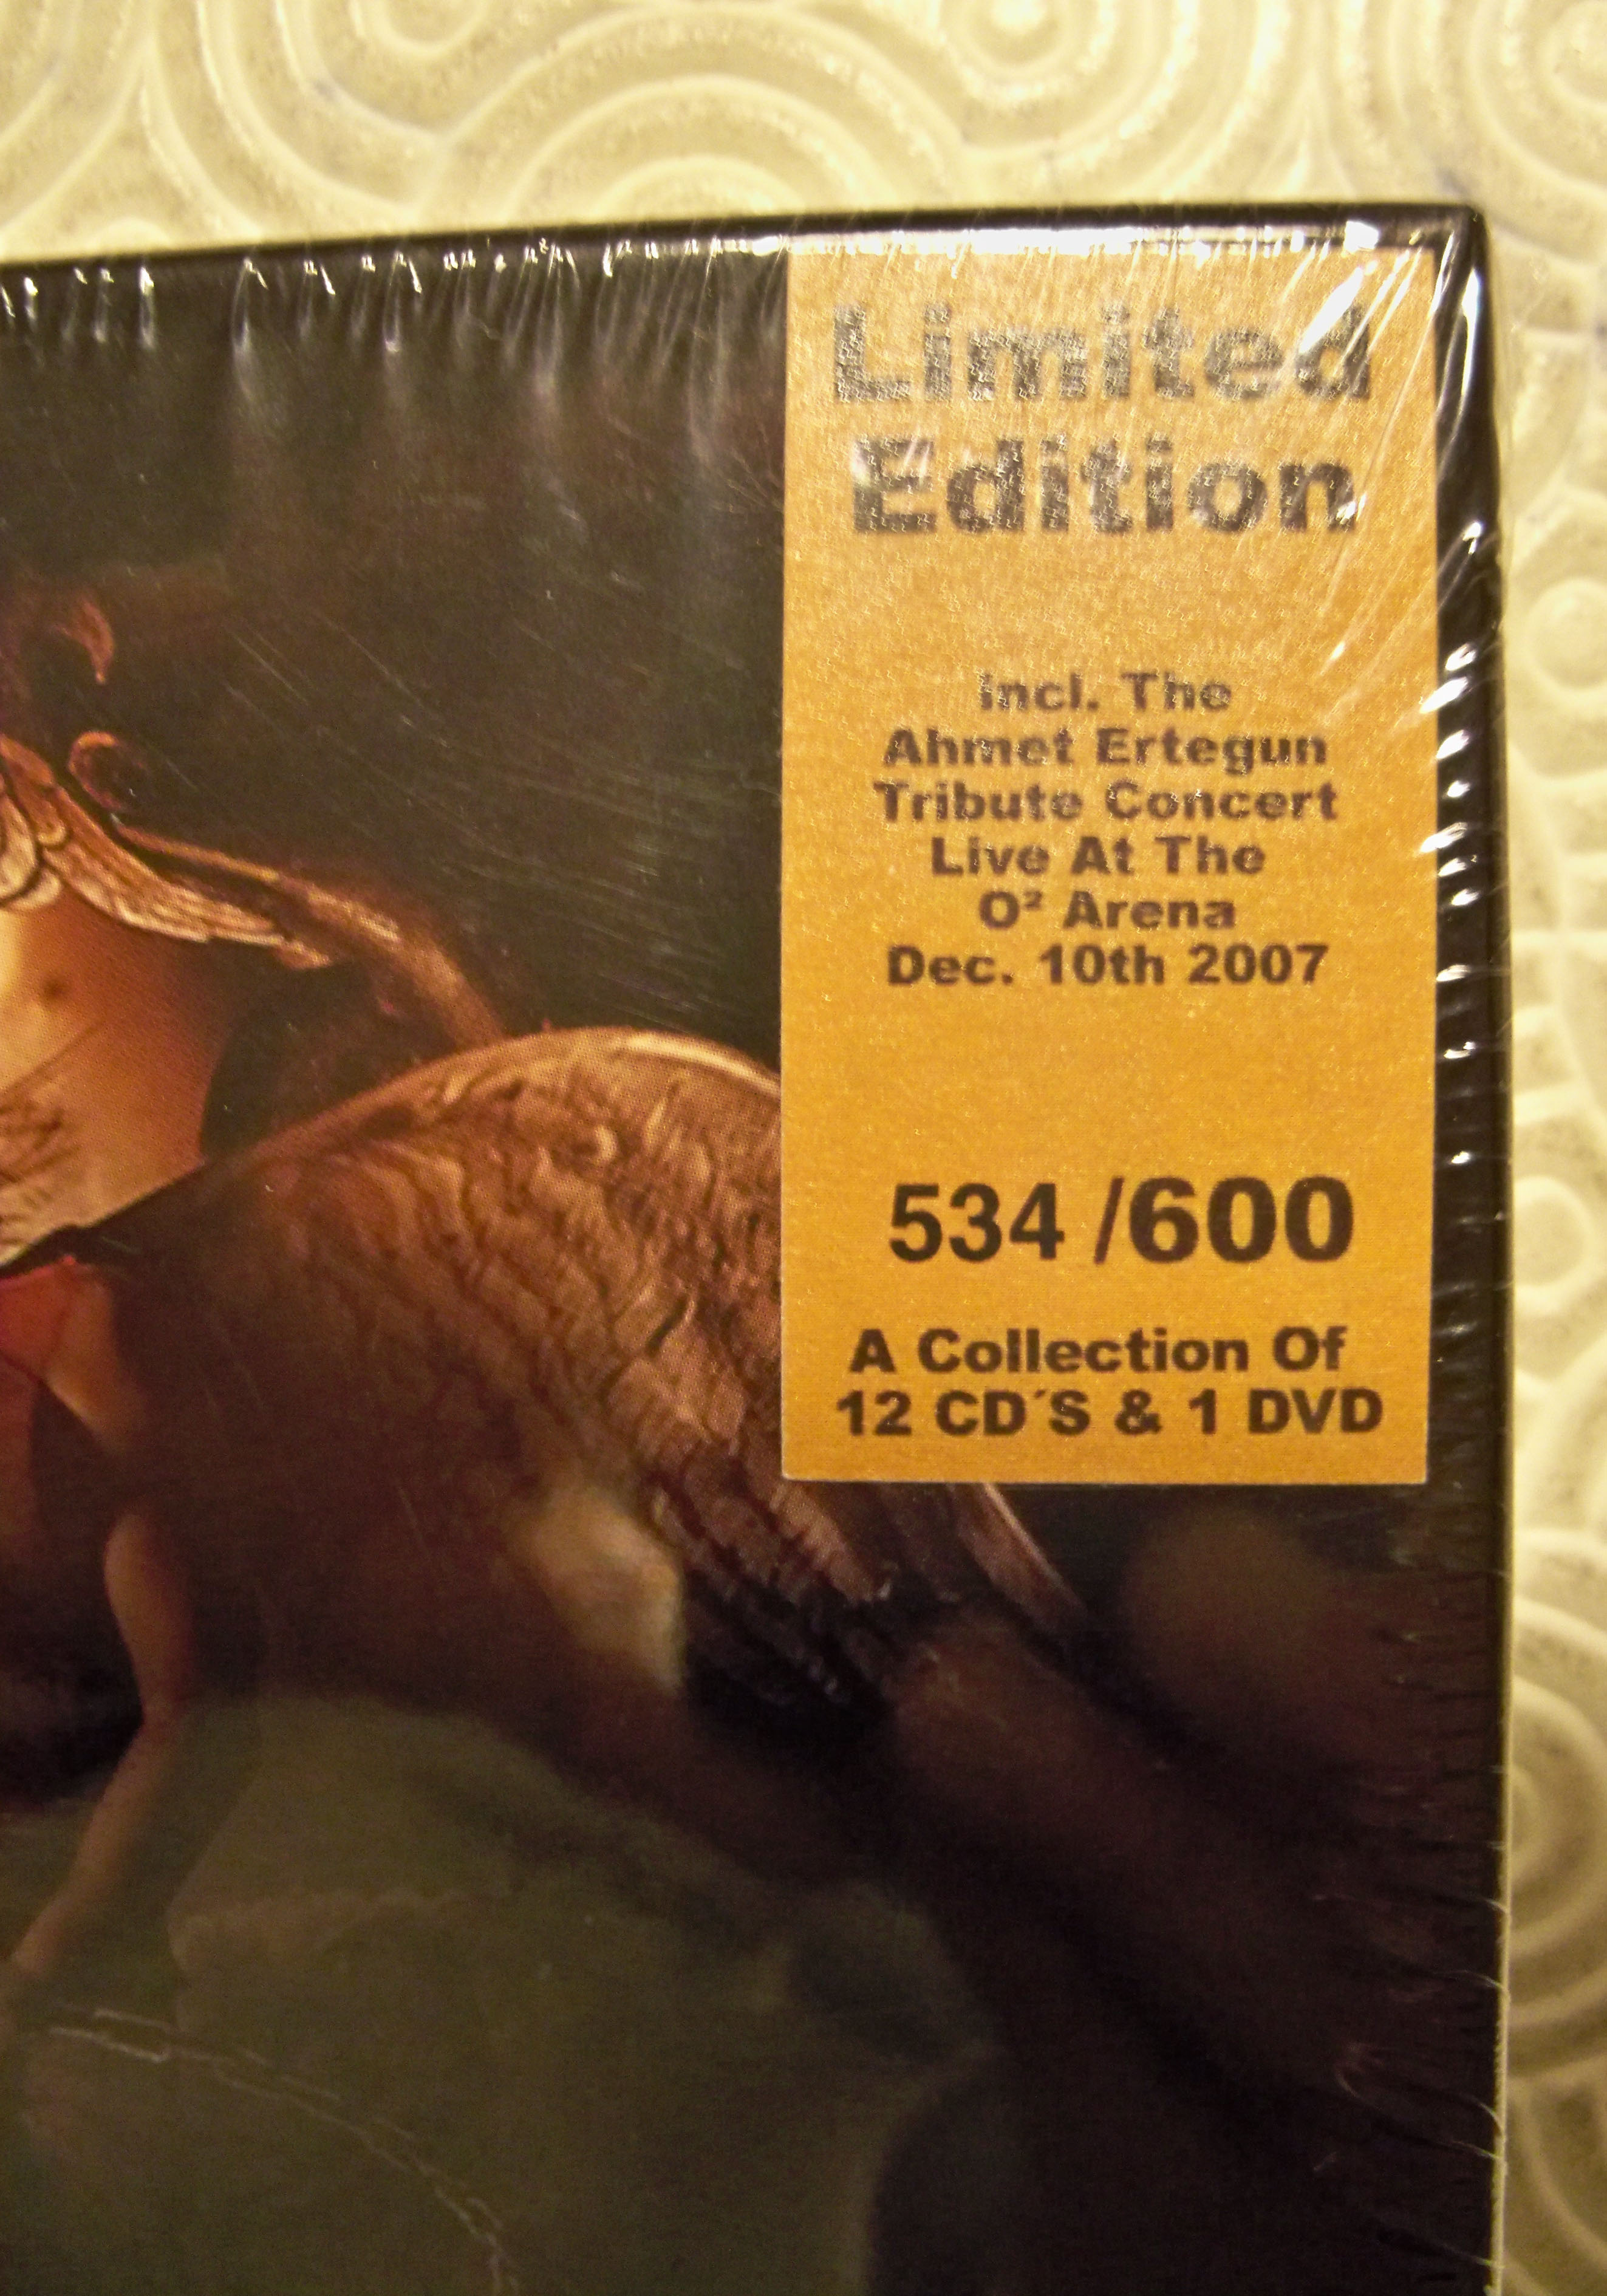 Limited
Edition
incl. The
Ahmet Ertegun
Tribute Concert
Live At The
O² Arena
Dec. 10th 2007
534 /600
A Collection Of
12 CD´S & 1 DVD